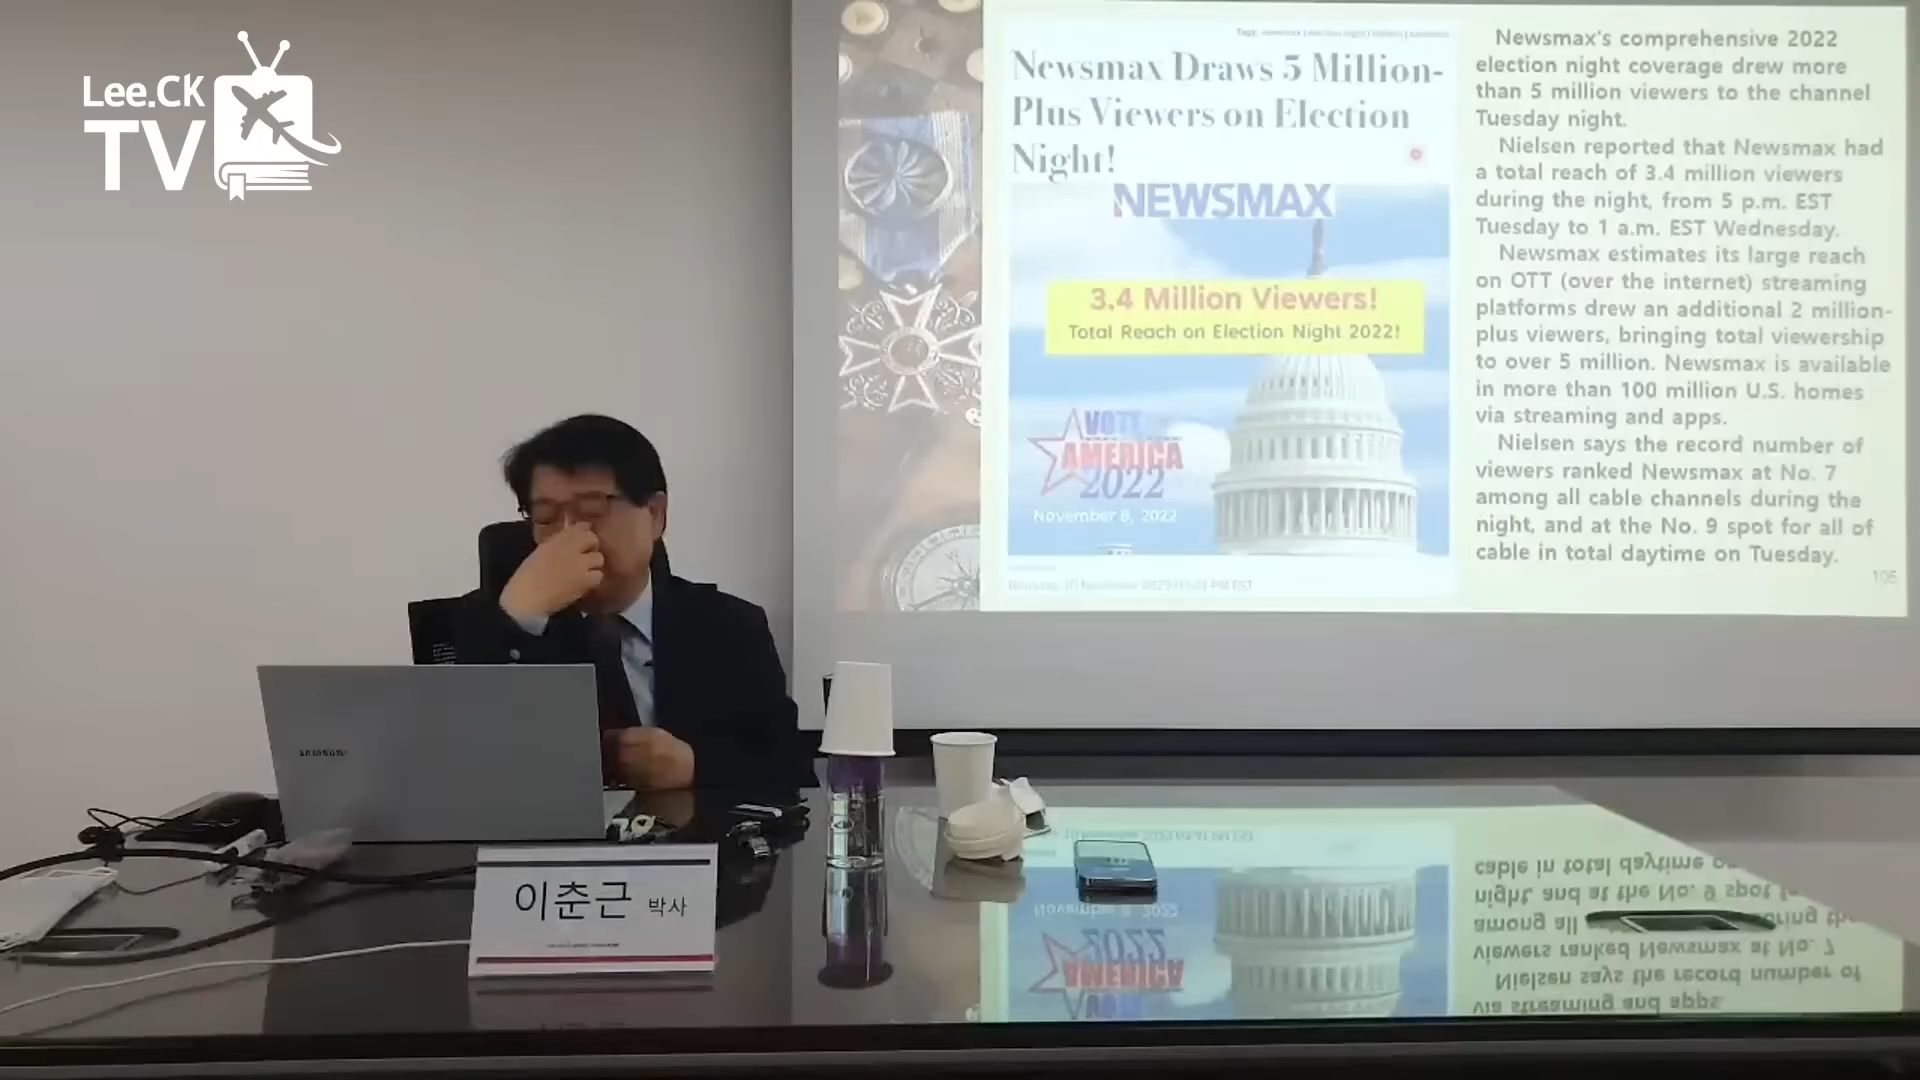 Lee.CK
TV
Newsmax Draws 5 Million-
Plus Viewers on Election
Night!
NEWSMAX
3.4 Million Viewers!
Total Reach on Election Night 2022!
VOTE
AMERICA
2022
November 8, 2022
Newsmax's comprehensive 2022
election night coverage drew more
than 5 million viewers to the channel
Tuesday night.
Nielsen reported that Newsmax had
a total reach of 3.4 million viewers
during the night, from 5 p.m. EST
Tuesday to 1 a.m. EST Wednesday.
Newsmax estimates its large reach
on OTT (over the internet) streaming
platforms drew an additional 2 million-
plus viewers, bringing total viewership
to over 5 million. Newsmax is available
in more than 100 million U.S. homes
via streaming and apps.
Nielsen says the record number of
viewers ranked Newsmax at No. 7
among all cable channels during the
night, and at the No. 9 spot for all of
cable in total daytime on Tuesday.
105
SAMSUNG
이춘근 박사